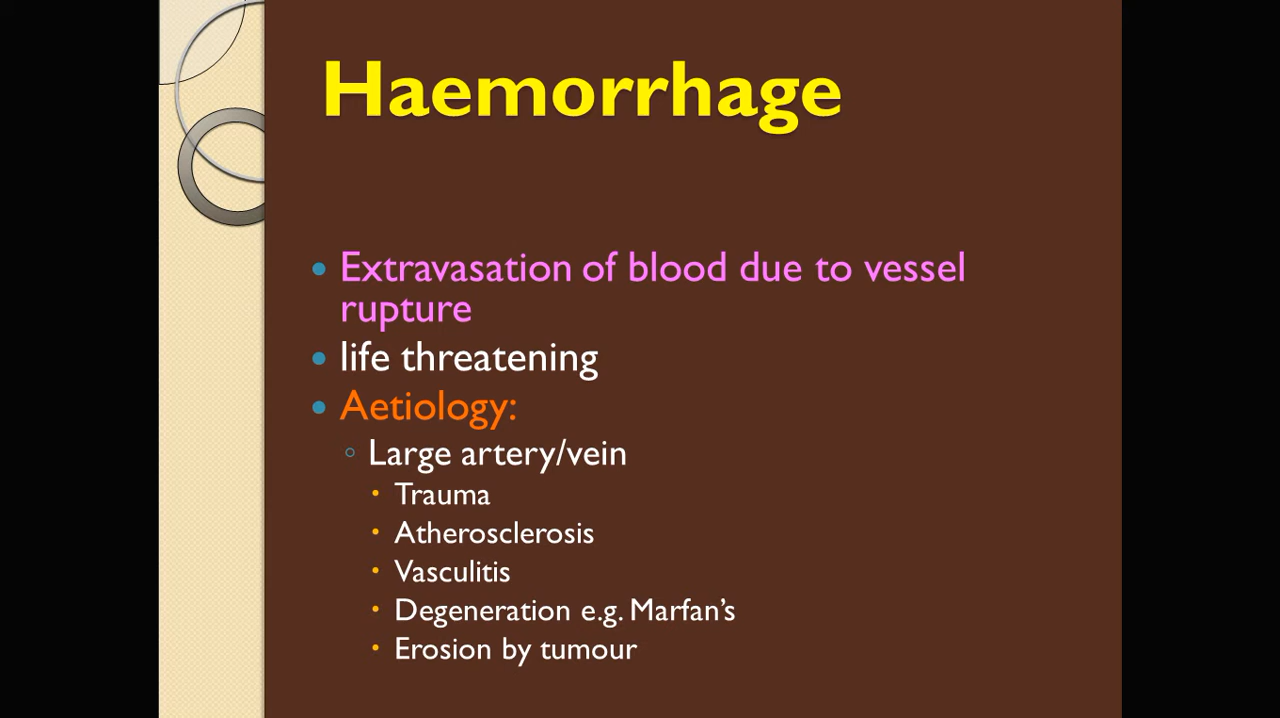 Haemorrhage
Extravasation of blood due to vessel
rupture
life threatening
Aetiology:
Large artery/vein
Trauma
Atherosclerosis
Vasculitis
Degeneration e.g. Marfan’s
Erosion by tumour